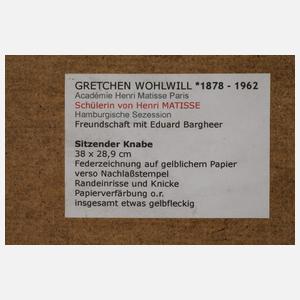 GRETCHEN WOHLWILL *1878 - 1962
Académie Henri Matisse Paris
Schülerin von Henri MATISSE
Hamburgische Sezession
Freundschaft mit Eduard Bargheer
Sitzender Knabe
38 x 28,9 cm
Federzeichnung auf gelblichem Papier
verso Nachlaßstempel
Randeinrisse und Knicke
Papierverfärbung o.r.
insgesamt etwas gelbfleckig